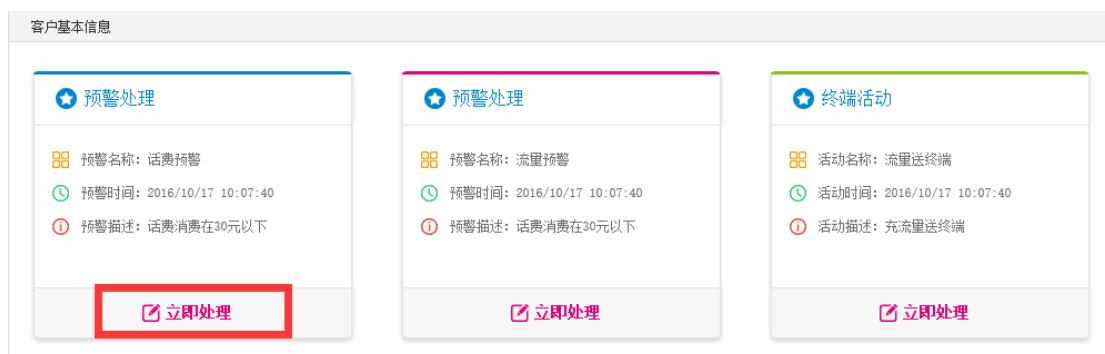 客户基本信息
预警处理
预警名称：话费预警
预警时间：2016/10/17 10:07:40
预警描述：话费消费在30元以下
立即处理
预警处理
预警名称：流量预警
预警时间：2016/10/17 10:07:40
预警描述：话费消费在30元以下
立即处理
终端活动
活动名称：流量送终端
活动时间：2016/10/17 10:07:40
活动描述：充流量送终端
立即处理